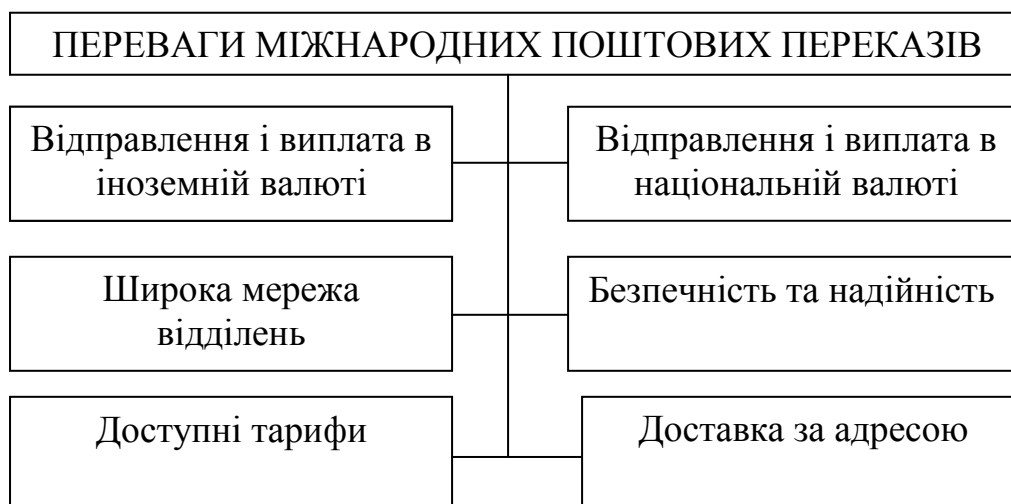 ПЕРЕВАГИ МІЖНАРОДНИХ ПОШТОВИХ ПЕРЕКАЗІВ
Відправлення і виплата в
іноземній валюті
Відправлення і виплата в
національній валюті
Широка мережа
відділень
Безпечність та надійність
Доступні тарифи
Доставка за адресою